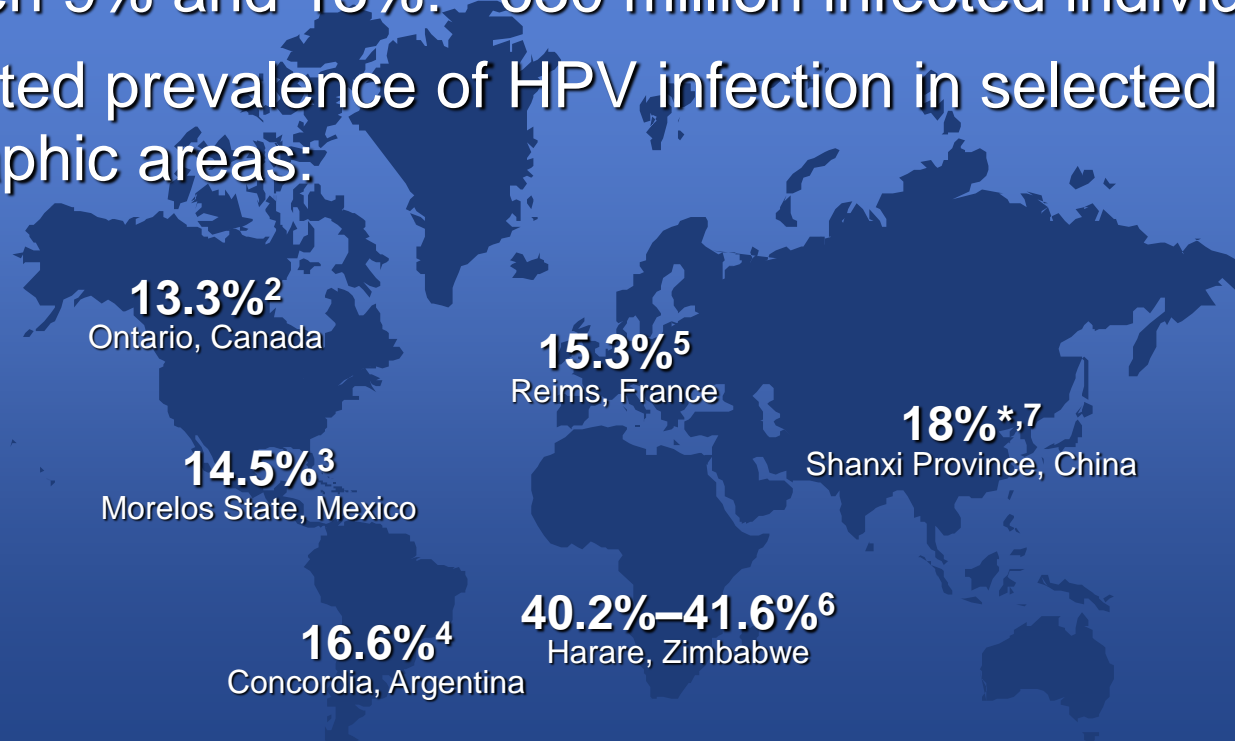 ted prevalence of HPV infection in selected
phic areas:
13.3%²
Ontario, Canada
15.3%⁵
Reims, France
18%*,⁷
Shanxi Province, China
14.5%³
Morelos State, Mexico
40.2%–41.6%⁶
Harare, Zimbabwe
16.6%⁴
Concordia, Argentina